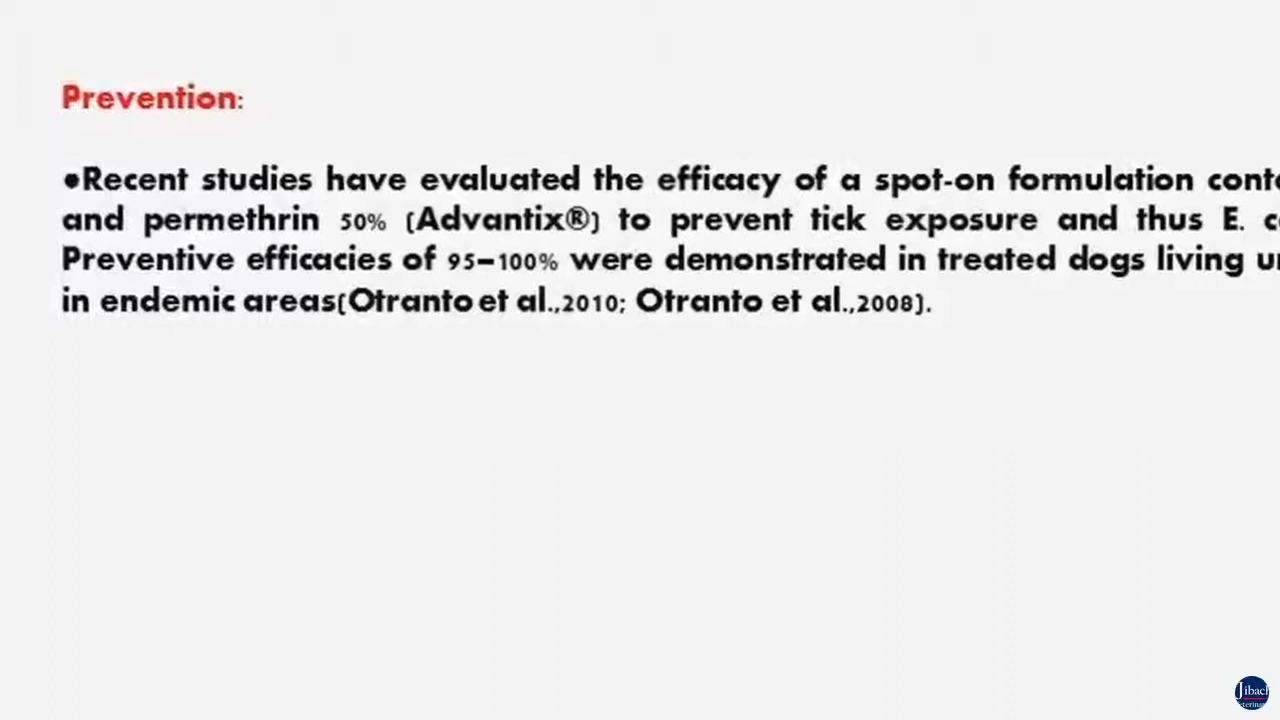 Prevention:
•Recent studies have evaluated the efficacy of a spot-on formulation
and permethrin 50% (Advantix®) to prevent tick exposure and thus E.
Preventive efficacies of 95–100% were demonstrated in treated dogs living
in endemic areas(Otranto et al.,2010; Otranto et al.,2008).